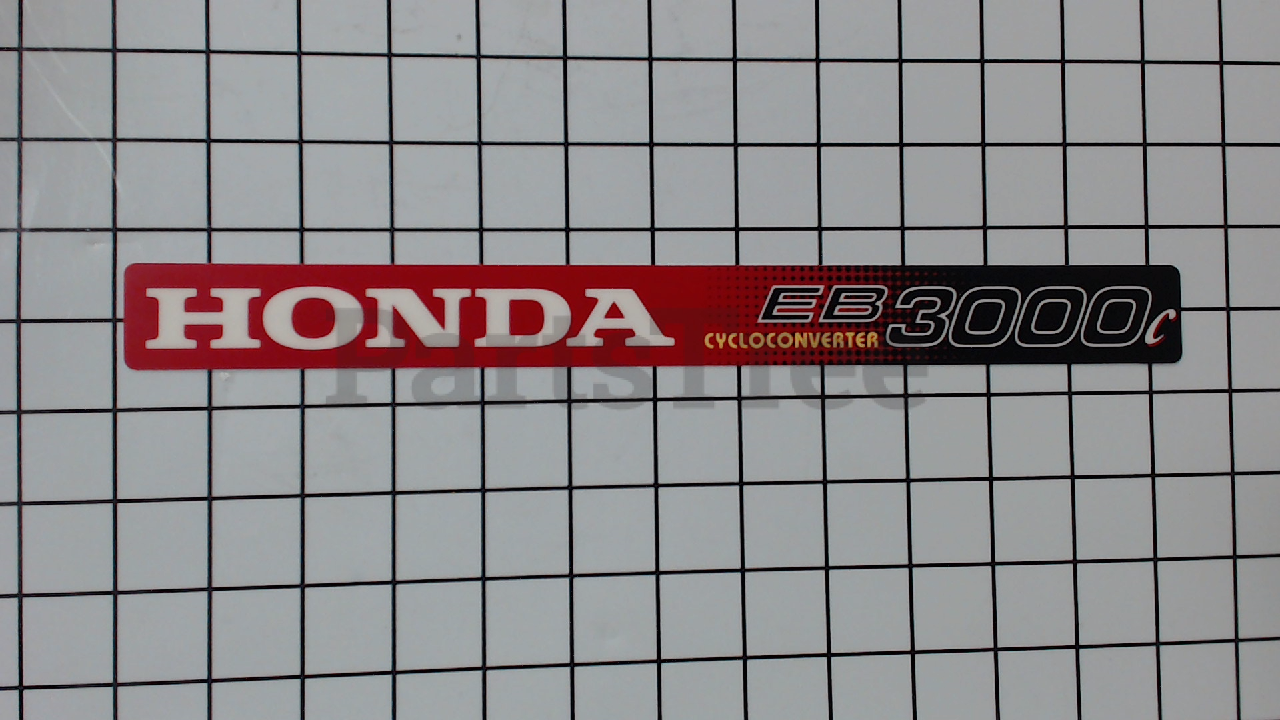 HONDA EB3000c
CYCLOCONVERTER
PartsTree